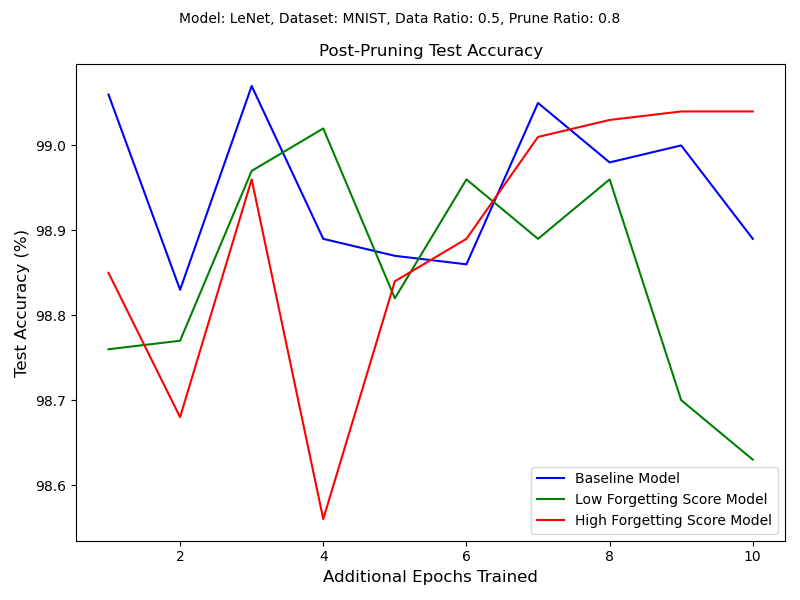 Model: LeNet, Dataset: MNIST, Data Ratio: 0.5, Prune Ratio: 0.8
Post-Pruning Test Accuracy
Test Accuracy (%)
99.0
98.9
98.8
98.7
98.6
Baseline Model
Low Forgetting Score Model
High Forgetting Score Model
2 4 6 8 10
Additional Epochs Trained